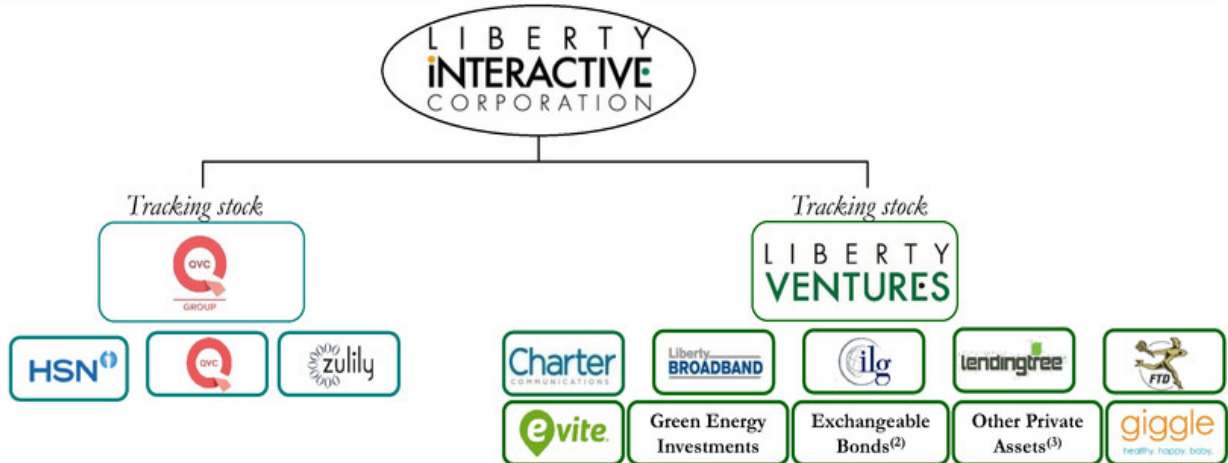 LIBERTY
iNTERACTIVE
CORPORATION
Tracking stock
Tracking stock
QVC
GROUP
LIBERTY
VENTURES
HSN
QVC
zulily
Charter
COMMUNICATIONS
Liberty
BROADBAND
ilg
lendingtree
FTD
evite.
Green Energy
Investments
Exchangeable
Bonds(2)
Other Private
Assets(3)
giggle
healthy. happy. baby.